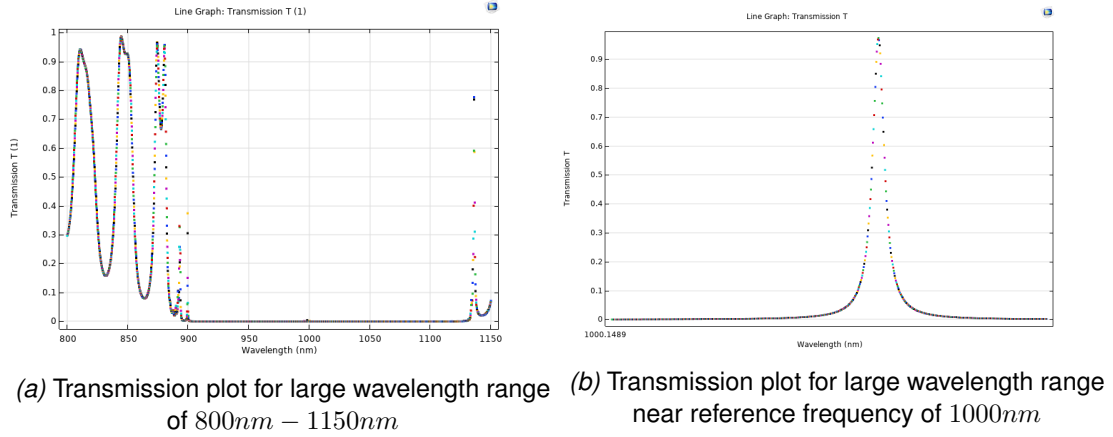 Line Graph: Transmission T (1)
Transmission T (1)
1
0.9
0.8
0.7
0.6
0.5
0.4
0.3
0.2
0.1
0
800 850 900 950 1000 1050 1100 1150
Wavelength (nm)
(a) Transmission plot for large wavelength range
of 800nm − 1150nm
Line Graph: Transmission T
Transmission T
0.9
0.8
0.7
0.6
0.5
0.4
0.3
0.2
0.1
0
1000.1489
Wavelength (nm)
(b) Transmission plot for large wavelength range
near reference frequency of 1000nm